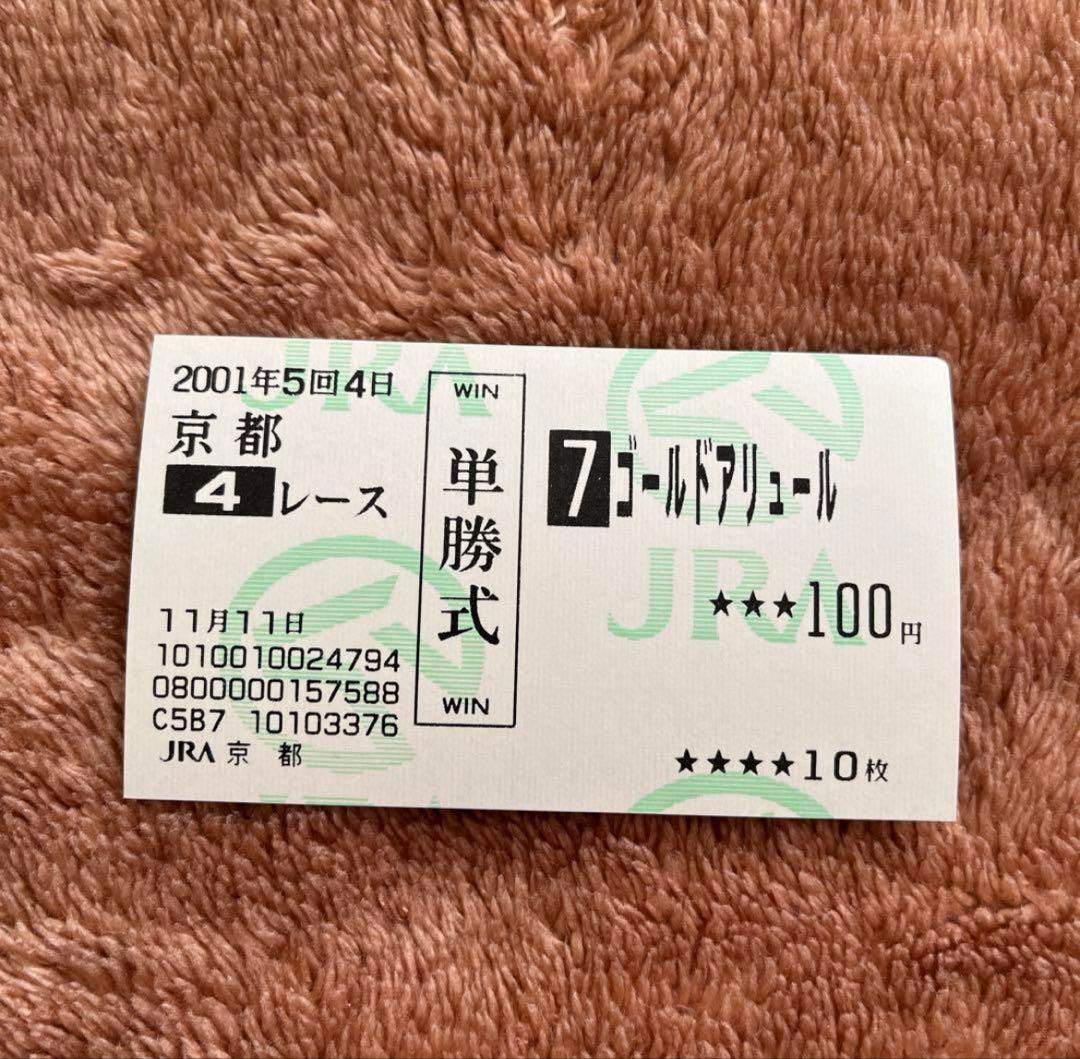 2001年5回4日
京都
4レース
11月11日
1010010024794
0800000157588
C5B7 10103376
JRA 京 都
WIN
単勝式
WIN
7 ゴールドアリュール
★★★100円
★★★★10枚
JRA
JRA